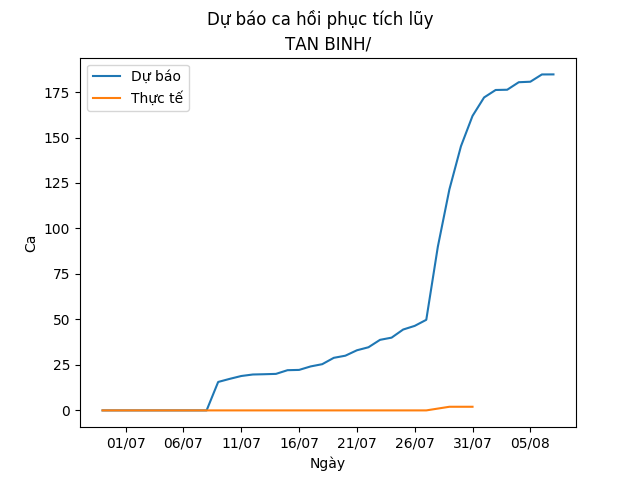 Dự báo ca hồi phục tích lũy
TAN BINH/
Dự báo
Thực tế
Ca
175
150
125
100
75
50
25
0
01/07 06/07 11/07 16/07 21/07 26/07 31/07 05/08
Ngày